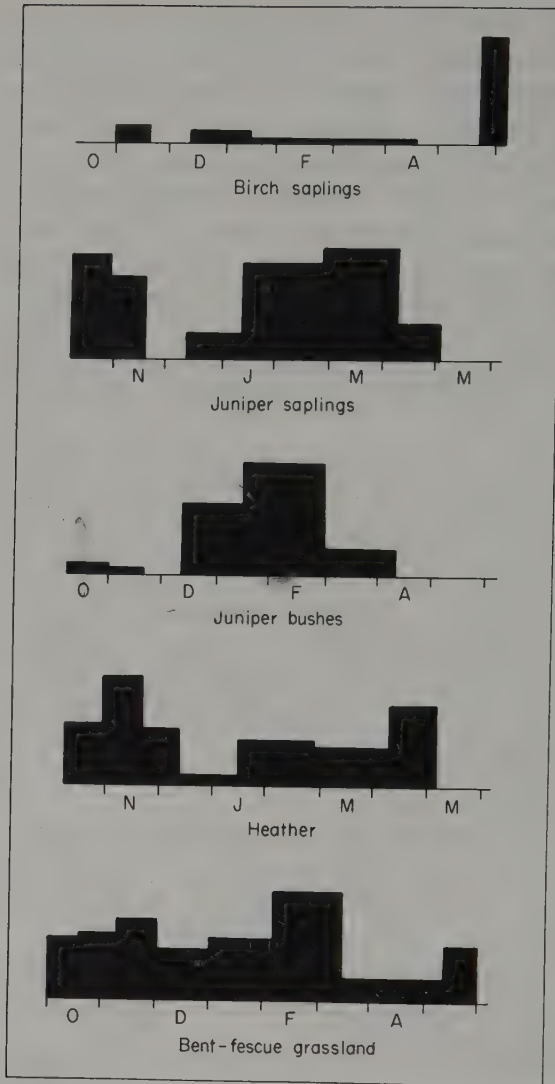 O D F A
Birch saplings
N J M M
Juniper saplings
O D F A
Juniper bushes
N J M M
Heather
O D F A
Bent-fescue grassland